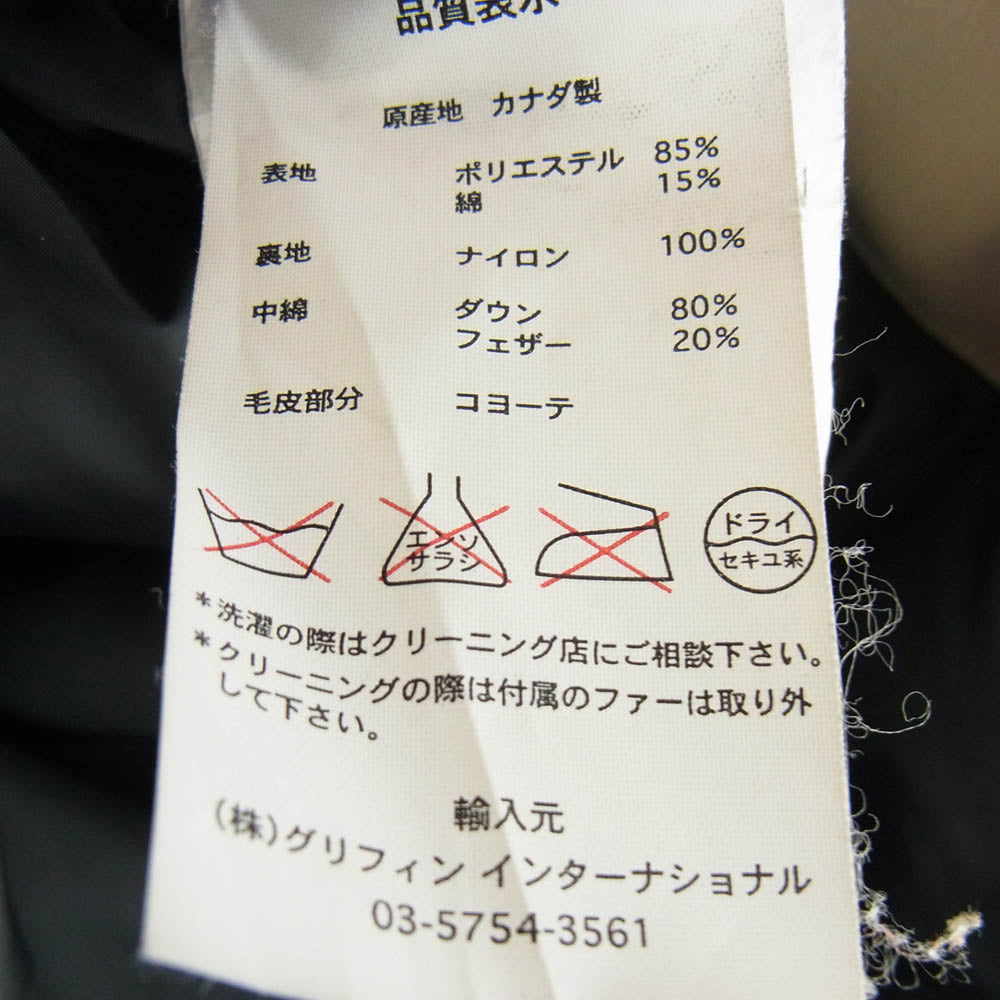 品質表示
原産地 カナダ製
表地 ポリエステル 85%
綿 15%
裏地 ナイロン 100%
中綿 ダウン 80%
フェザー 20%
毛皮部分 コヨーテ
エンソ サラシ
ドライ
セキユ系
*洗濯の際はクリーニング店にご相談下さい。
*クリーニングの際は付属のファーは取り外
して下さい。
輸入元
(株)グリフィン インターナショナル
03-5754-3561